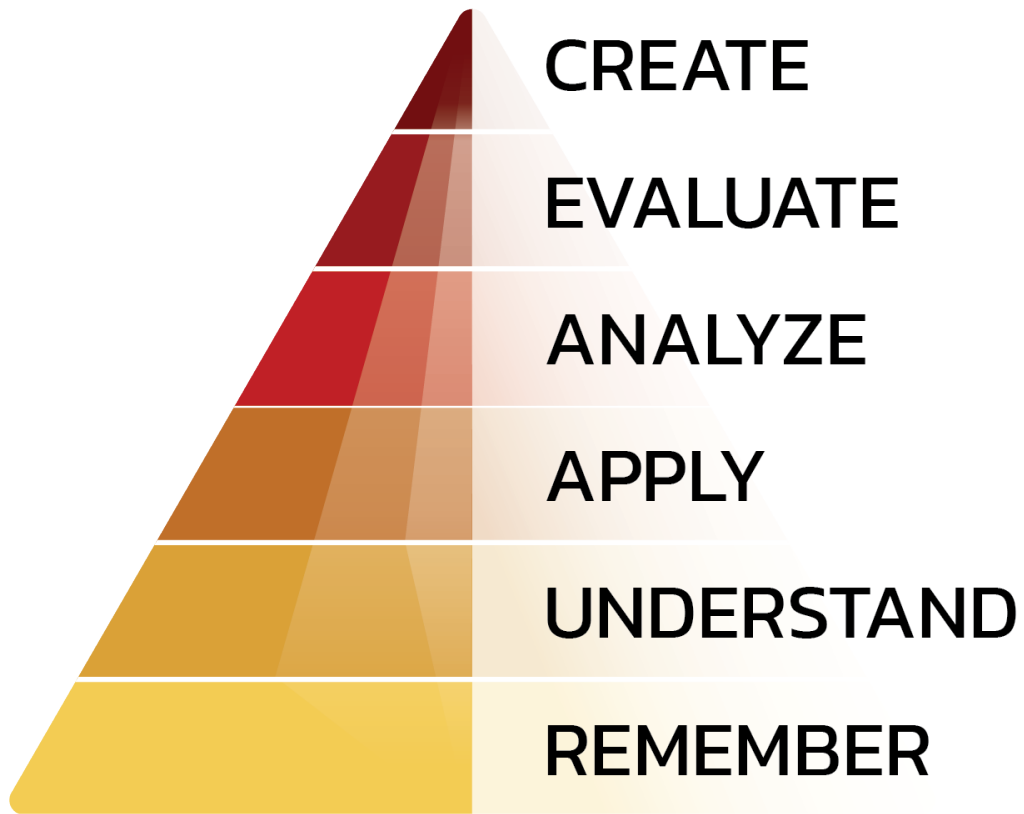 CREATE
EVALUATE
ANALYZE
APPLY
UNDERSTAND
REMEMBER